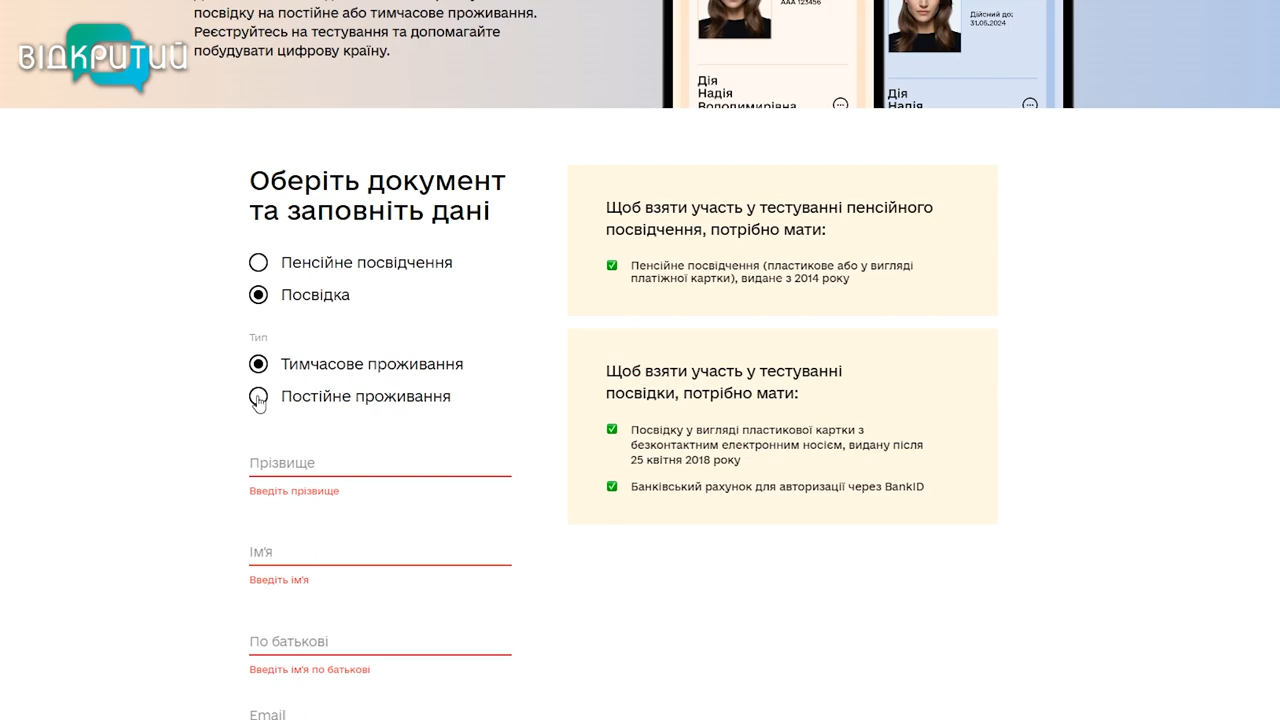 посвідку на постійне або тимчасове проживання.
Реєструйтесь на тестування та допомагайте
побудувати цифрову країну.
ВІДКРИТИЙ
ААА 123456
Дійсний до:
31.05.2024
Дія
Надія
Володимирівна
Дія
Надія
Оберіть документ
та заповніть дані
Пенсійне посвідчення
Посвідка
Тип
Тимчасове проживання
Постійне проживання
Прізвище
Введіть прізвище
Ім'я
Введіть ім'я
По батькові
Введіть ім'я по батькові
Email
Щоб взяти участь у тестуванні пенсійного
посвідчення, потрібно мати:
Пенсійне посвідчення (пластикове або у вигляді
платіжної картки), видане з 2014 року
Щоб взяти участь у тестуванні
посвідки, потрібно мати:
Посвідку у вигляді пластикової картки з
безконтактним електронним носієм, видану після
25 квітня 2018 року
Банківський рахунок для авторизації через BankID